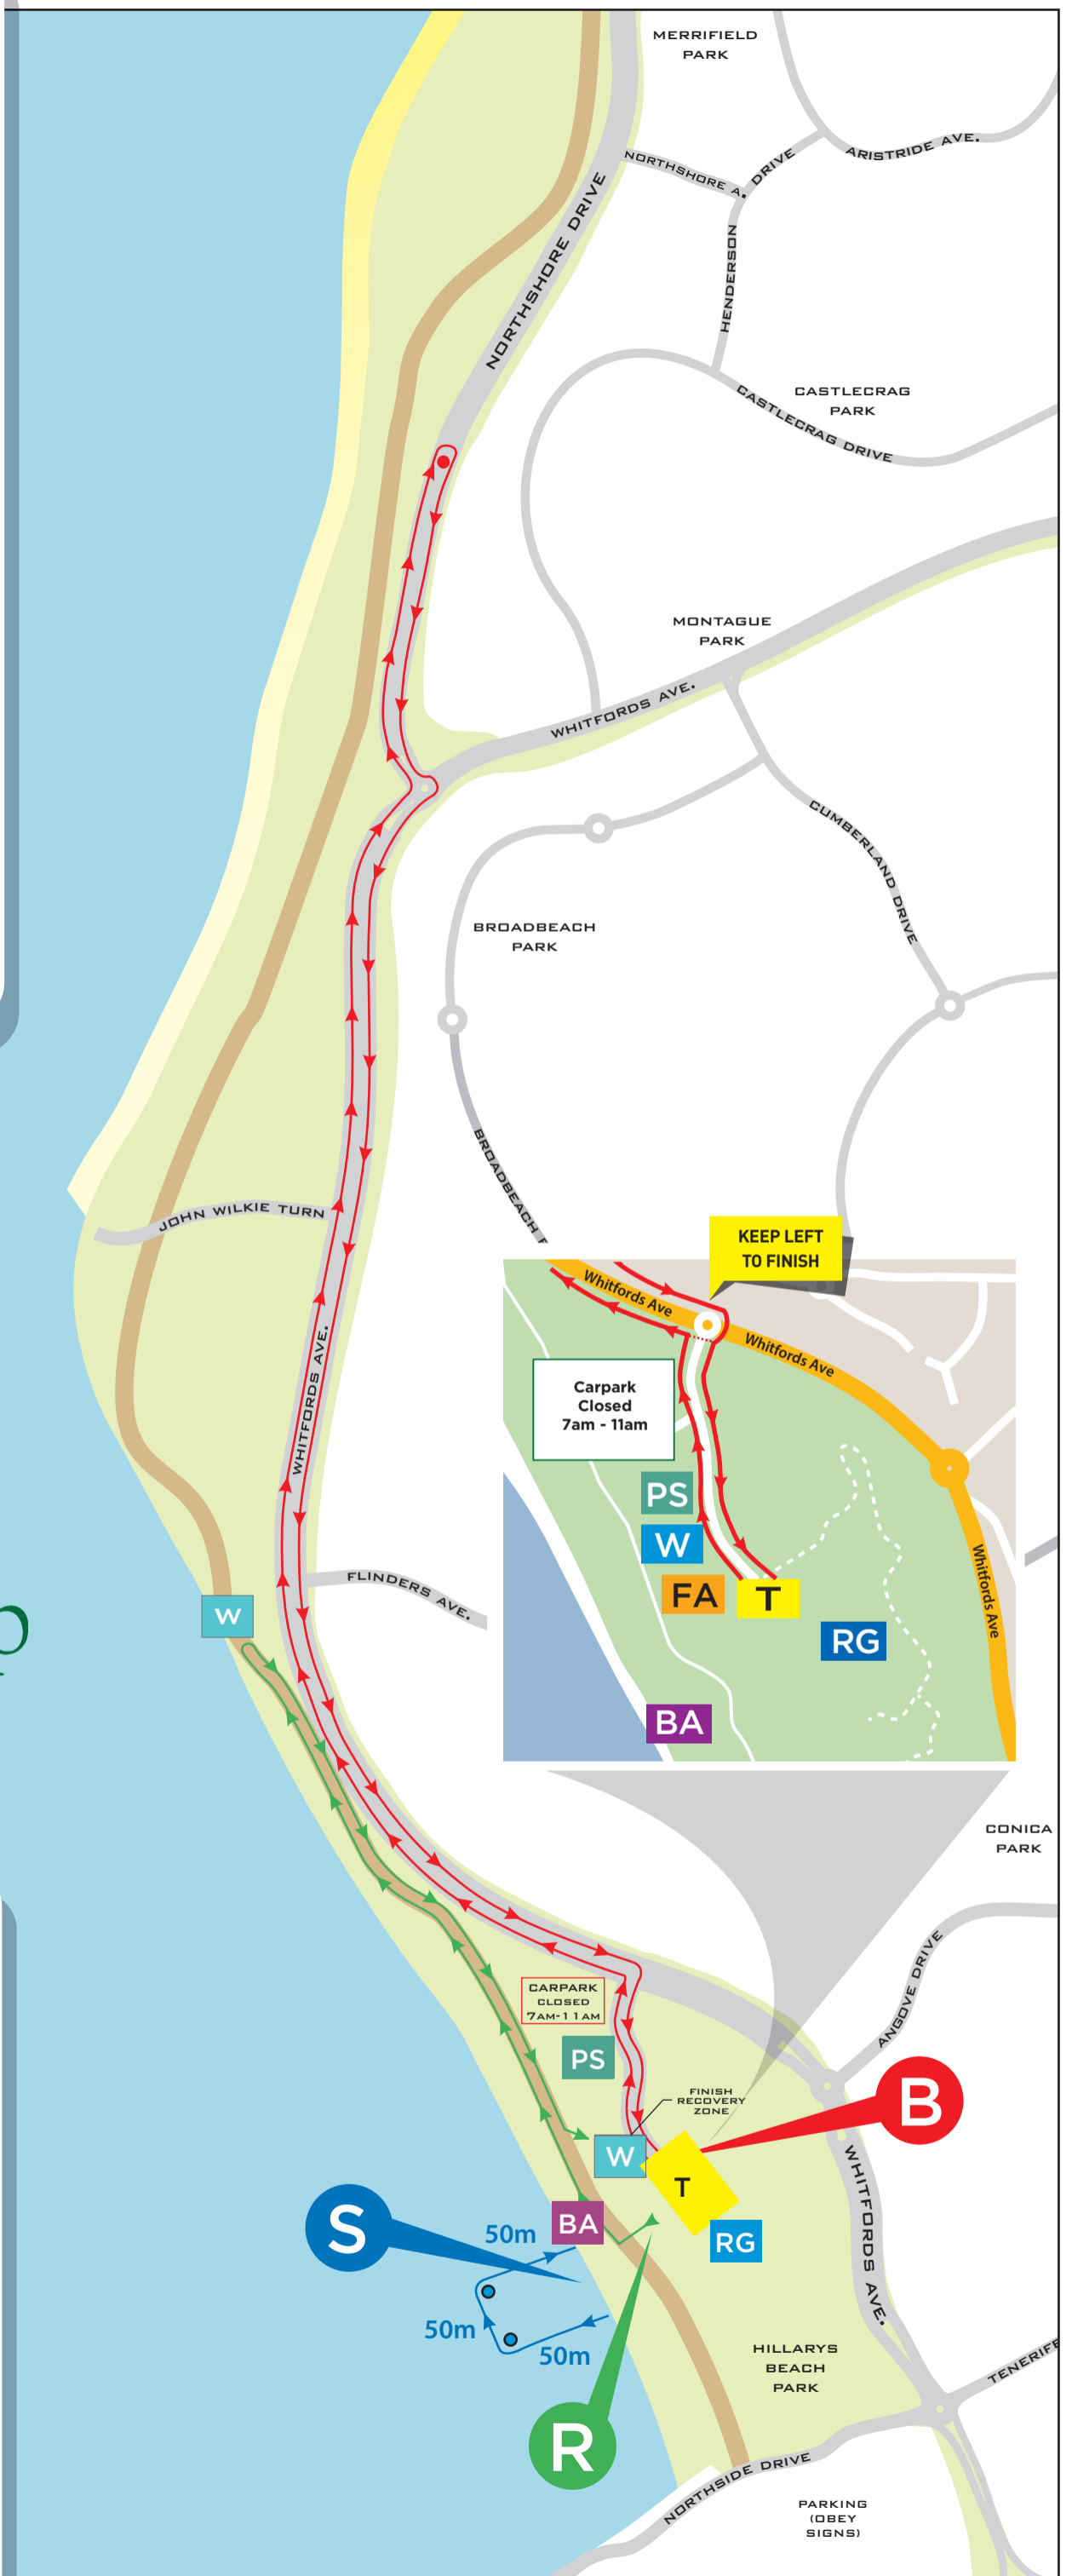 MERRIFIELD
PARK
ARISTRIDE AVE.
NORTHSHORE A.
DRIVE
HENDERSON
NORTHSHORE DRIVE
CASTLECRAG
PARK
CASTLECRAG DRIVE
MONTAGUE
PARK
WHITFORDS AVE.
CUMBERLAND DRIVE
BROADBEACH
PARK
BROADBEACH
JOHN WILKIE TURN
KEEP LEFT
TO FINISH
Whitfords Ave
Whitfords Ave
Carpark
Closed
7am - 11am
WHITFORDS AVE.
PS
W
FA
T
RG
BA
Whitfords Ave
FLINDERS AVE.
W
CONICA
PARK
ANGOVE DRIVE
CARPARK
CLOSED
7AM-11AM
PS
FINISH
RECOVERY
ZONE
B
W
T
WHITFORDS AVE.
S
BA
RG
50m
50m
50m
HILLARYS
BEACH
PARK
TENERIFE
R
NORTHSIDE DRIVE
PARKING
(OBEY
SIGNS)